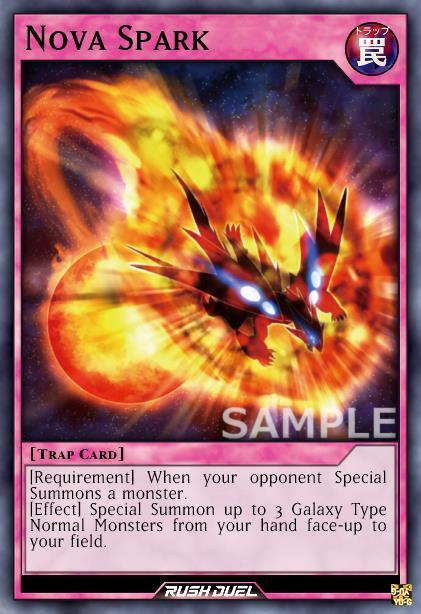 Nova Spark
トラップ
罠
SAMPLE
[Trap Card]
[Requirement] When your opponent Special
Summons a monster.
[Effect] Special Summon up to 3 Galaxy Type
Normal Monsters from your hand face-up to
your field.
RUSH DUEL